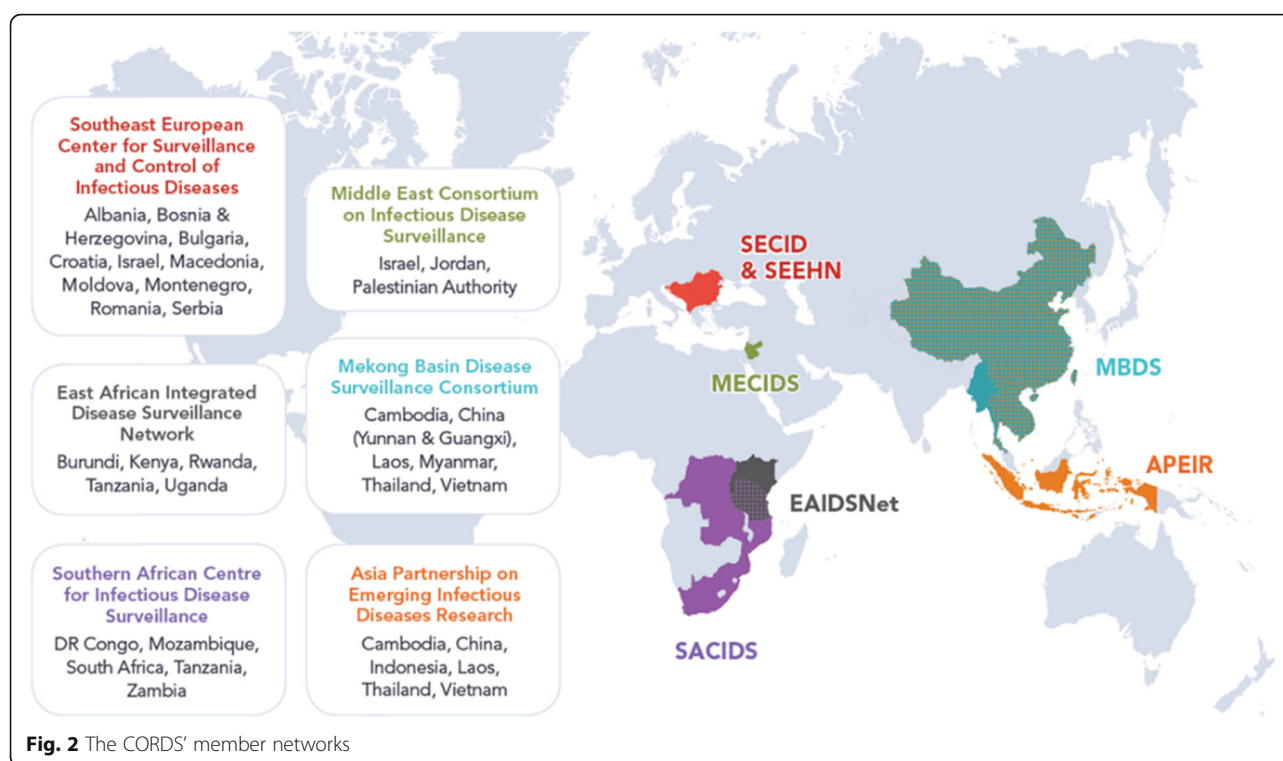 Southeast European
Center for Surveillance
and Control of
Infectious Diseases
Albania, Bosnia &
Herzegovina, Bulgaria,
Croatia, Israel, Macedonia,
Moldova, Montenegro,
Romania, Serbia
Middle East Consortium
on Infectious Disease
Surveillance
Israel, Jordan,
Palestinian Authority
East African Integrated
Disease Surveillance
Network
Burundi, Kenya, Rwanda,
Tanzania, Uganda
Mekong Basin Disease
Surveillance Consortium
Cambodia, China
(Yunnan & Guangxi),
Laos, Myanmar,
Thailand, Vietnam
Southern African Centre
for Infectious Disease
Surveillance
DR Congo, Mozambique,
South Africa, Tanzania,
Zambia
Asia Partnership on
Emerging Infectious
Diseases Research
Cambodia, China,
Indonesia, Laos,
Thailand, Vietnam
SECID
& SEEHN
MECIDS
MBDS
APEIR
EAIDSNet
SACIDS
Fig. 2 The CORDS' member networks